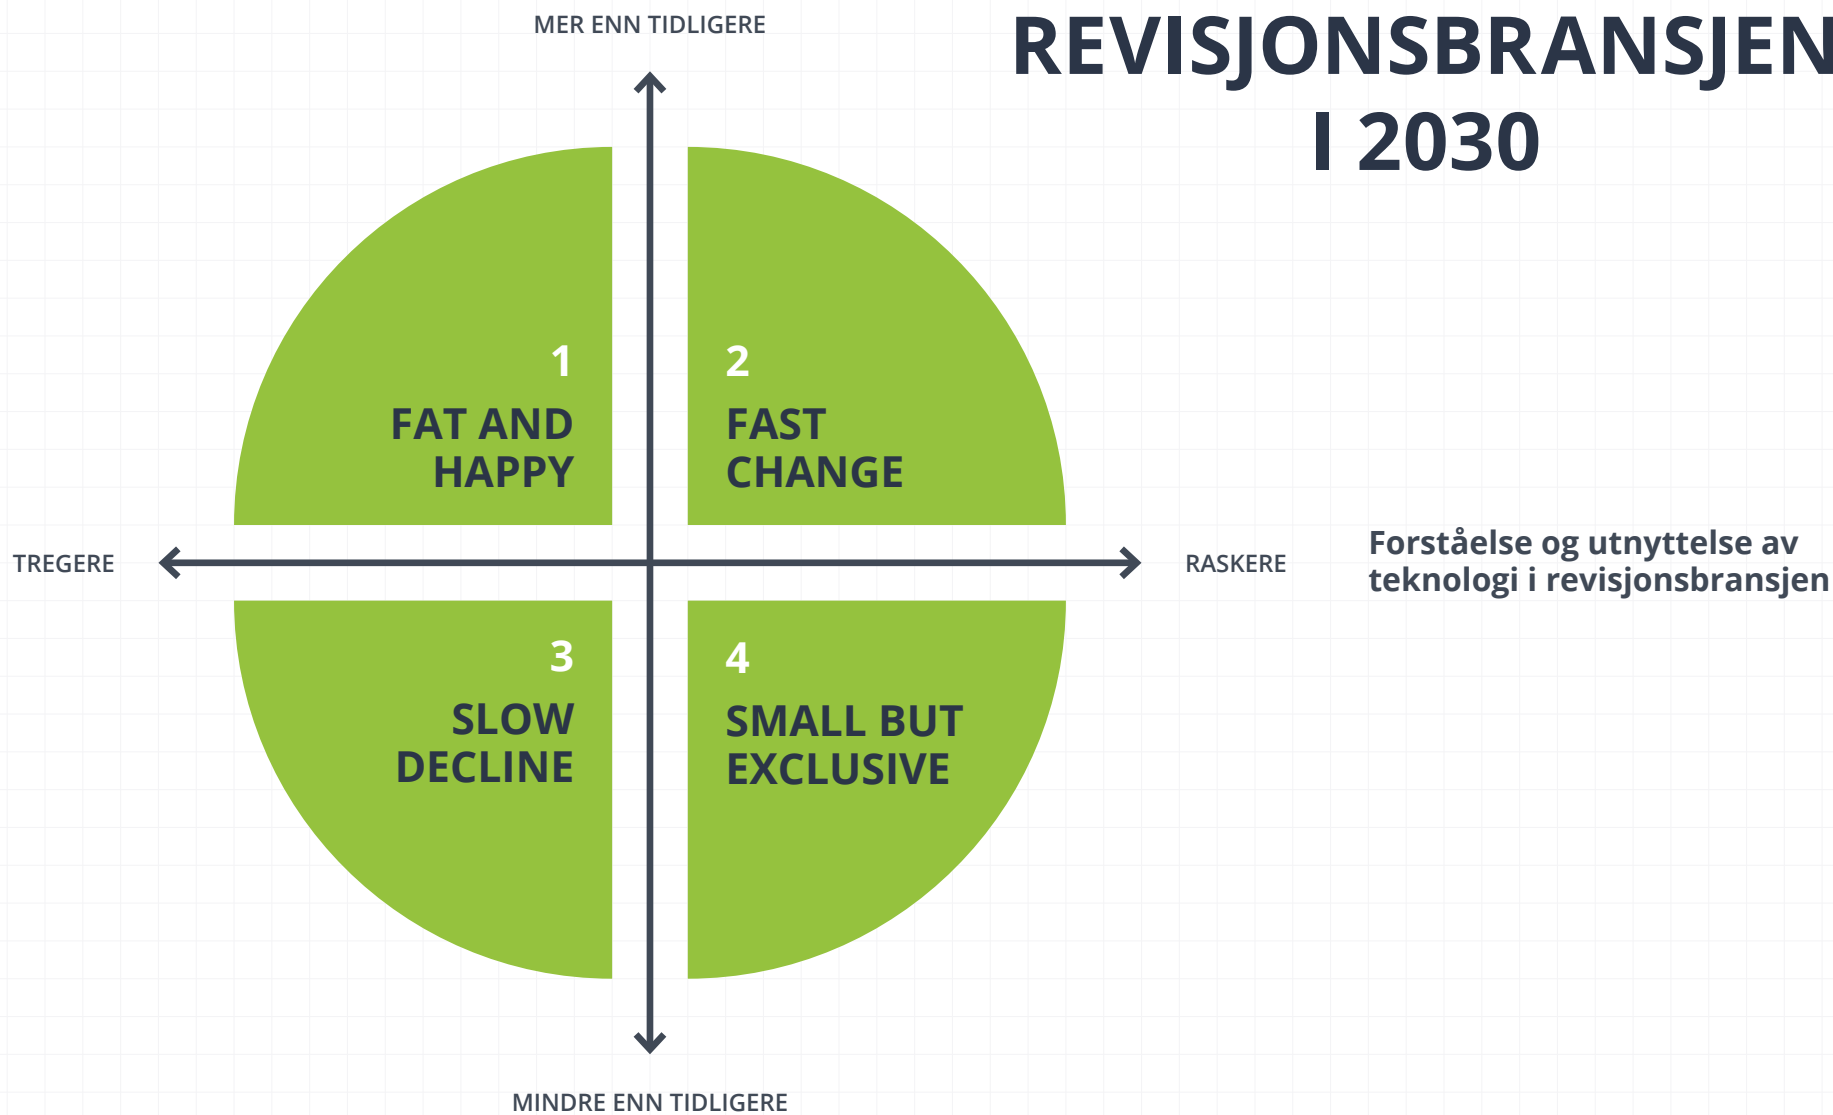 MER ENN TIDLIGERE
REVISJONSBRANSJEN
I 2030
1
FAT AND
HAPPY
2
FAST
CHANGE
TREGERE
RASKERE
Forståelse og utnyttelse av
teknologi i revisjonsbransjen
3
SLOW
DECLINE
4
SMALL BUT
EXCLUSIVE
MINDRE ENN TIDLIGERE